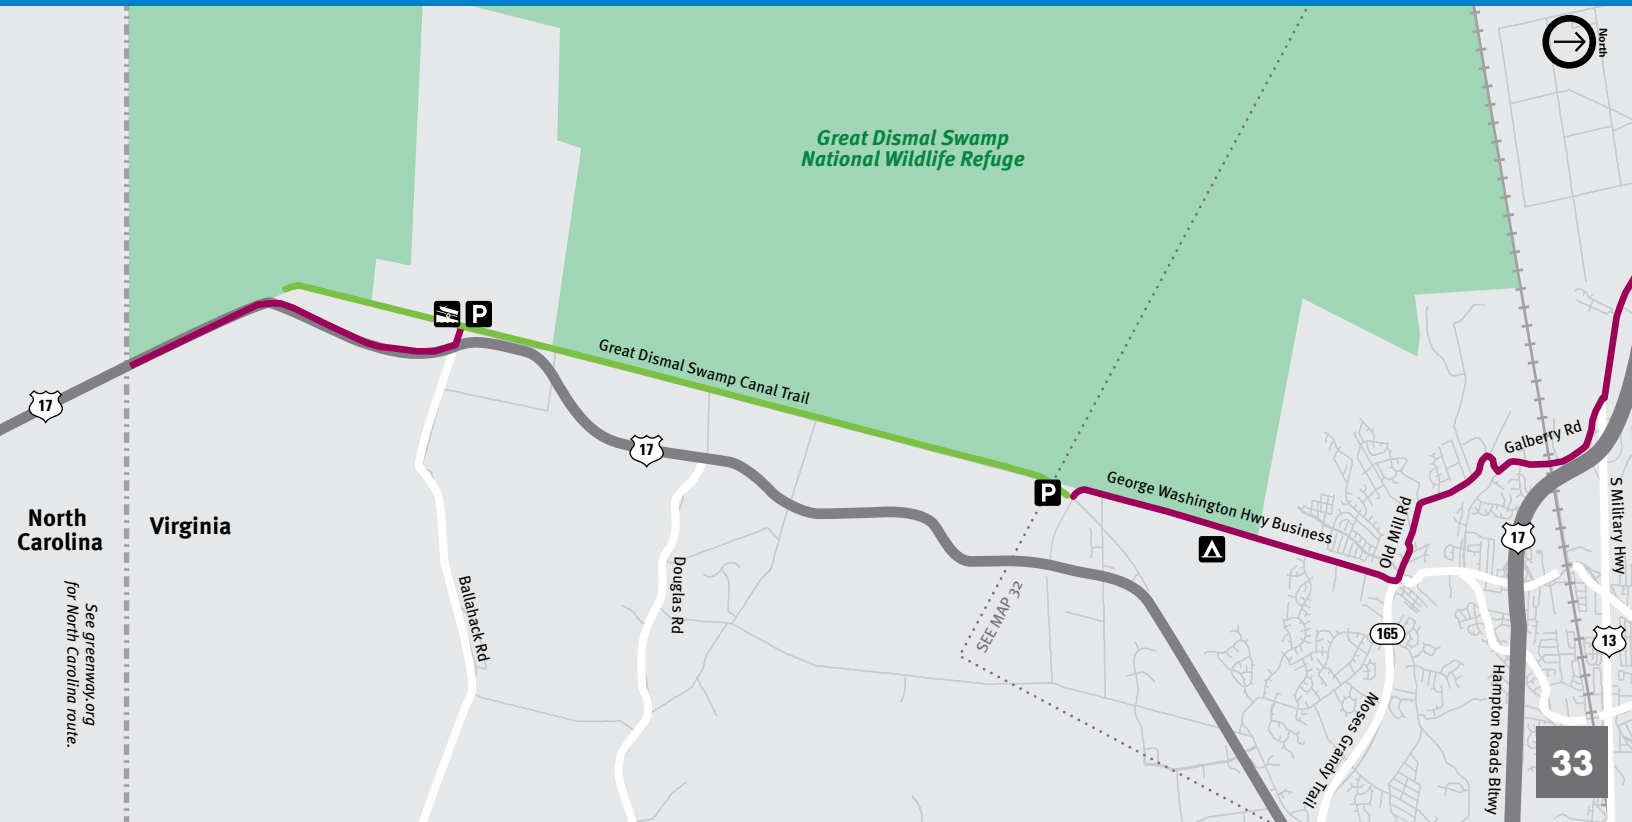 North
Great Dismal Swamp
National Wildlife Refuge
P
Great Dismal Swamp Canal Trail
17
17
P
George Washington Hwy Business
Galberry Rd
Old Mill Rd
S Military Hwy
17
North
Carolina
Virginia
See greenway.org
for North Carolina route.
Ballahack Rd
Douglas Rd
SEE MAP 32
165
13
Moses Grandy Trail
Hampton Roads Bltwy
33